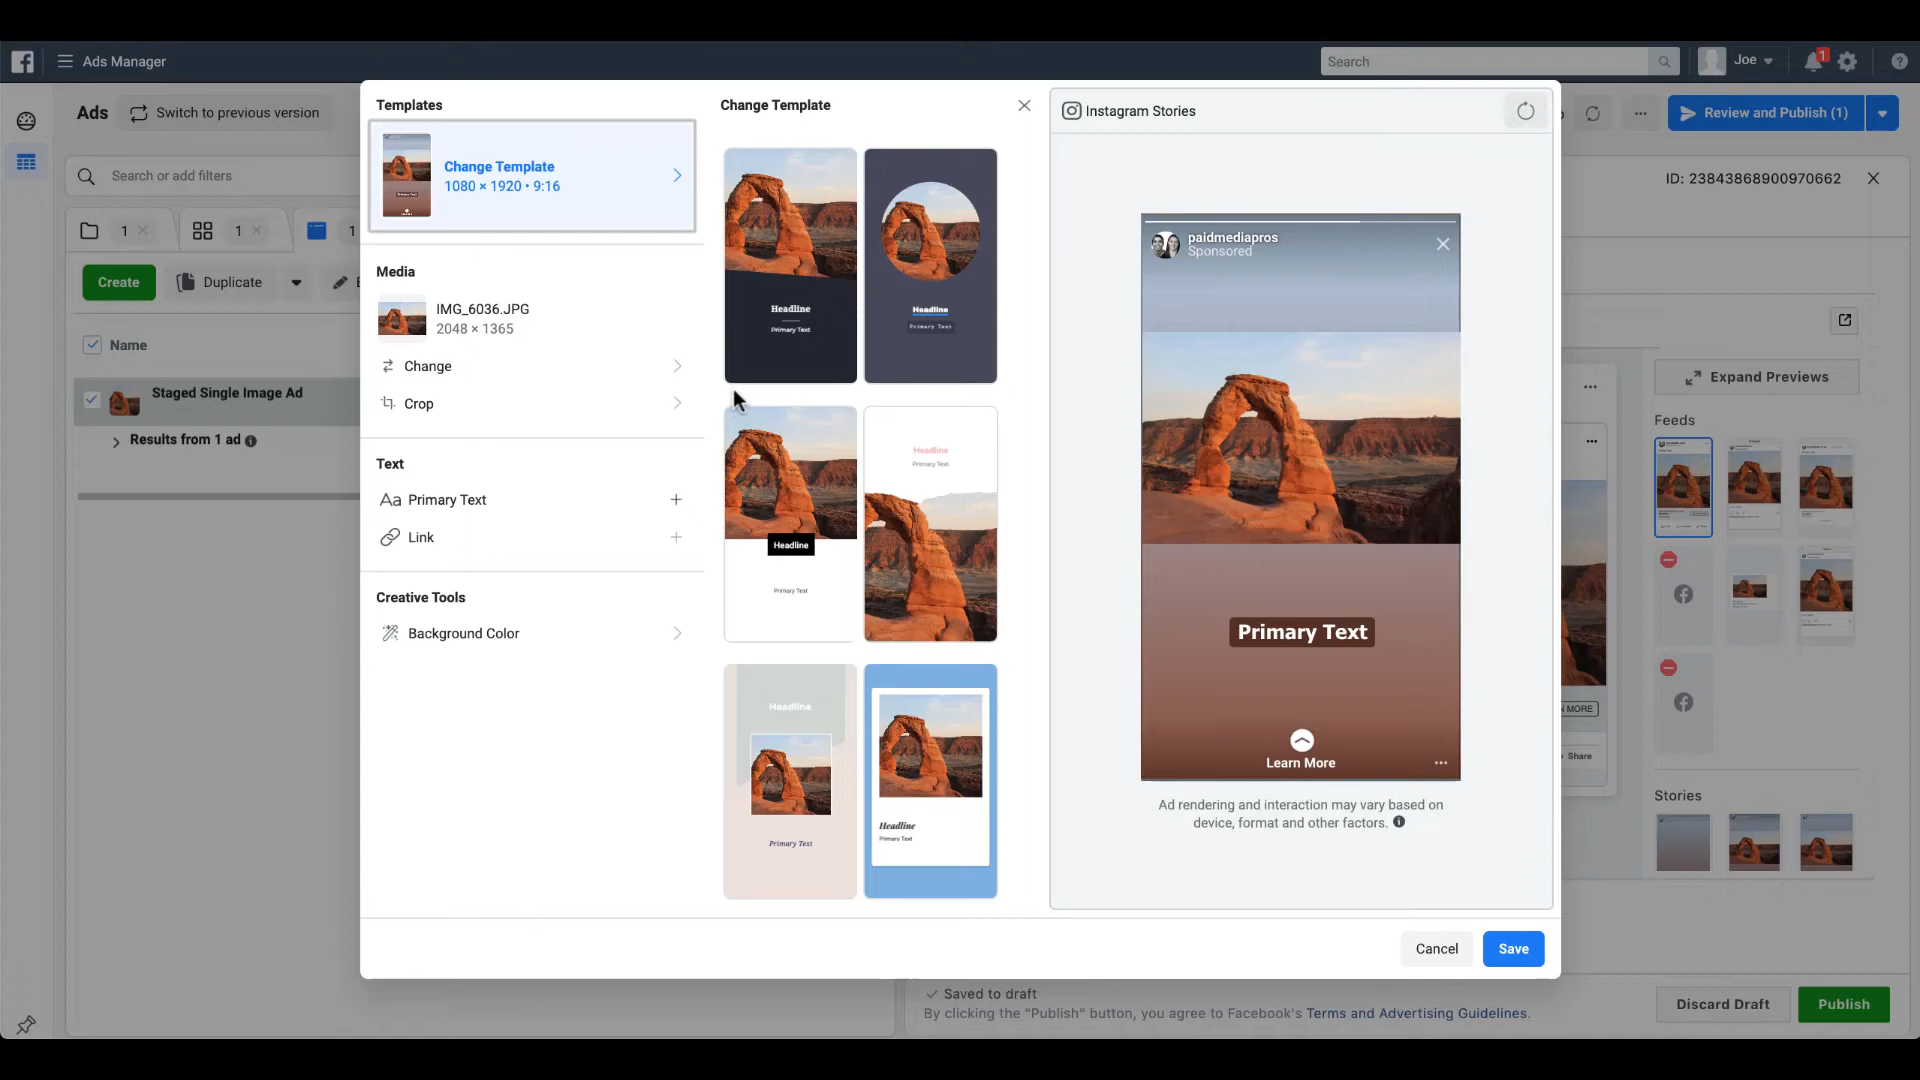 Ads Manager
Search
Joe
1
Ads
Switch to previous version
Review and Publish (1)
Search or add filters
ID: 23843868900970662
1
1
1
Create
Duplicate
Name
Staged Single Image Ad
Results from 1 ad
Templates
Change Template
1080 × 1920 • 9:16
Media
IMG_6036.JPG
2048 × 1365
Change
Crop
Text
Aa Primary Text
Link
Creative Tools
Background Color
Change Template
Headline
Primary Text
Headline
Primary Text
Headline
Primary Text
Headline
Primary Text
Headline
Primary Text
Headline
Primary Text
Instagram Stories
paidmediapros
Sponsored
Primary Text
Learn More
Ad rendering and interaction may vary based on
device, format and other factors.
Cancel
Save
Expand Previews
Feeds
MORE
Share
Stories
Saved to draft
By clicking the "Publish" button, you agree to Facebook's Terms and Advertising Guidelines.
Discard Draft
Publish